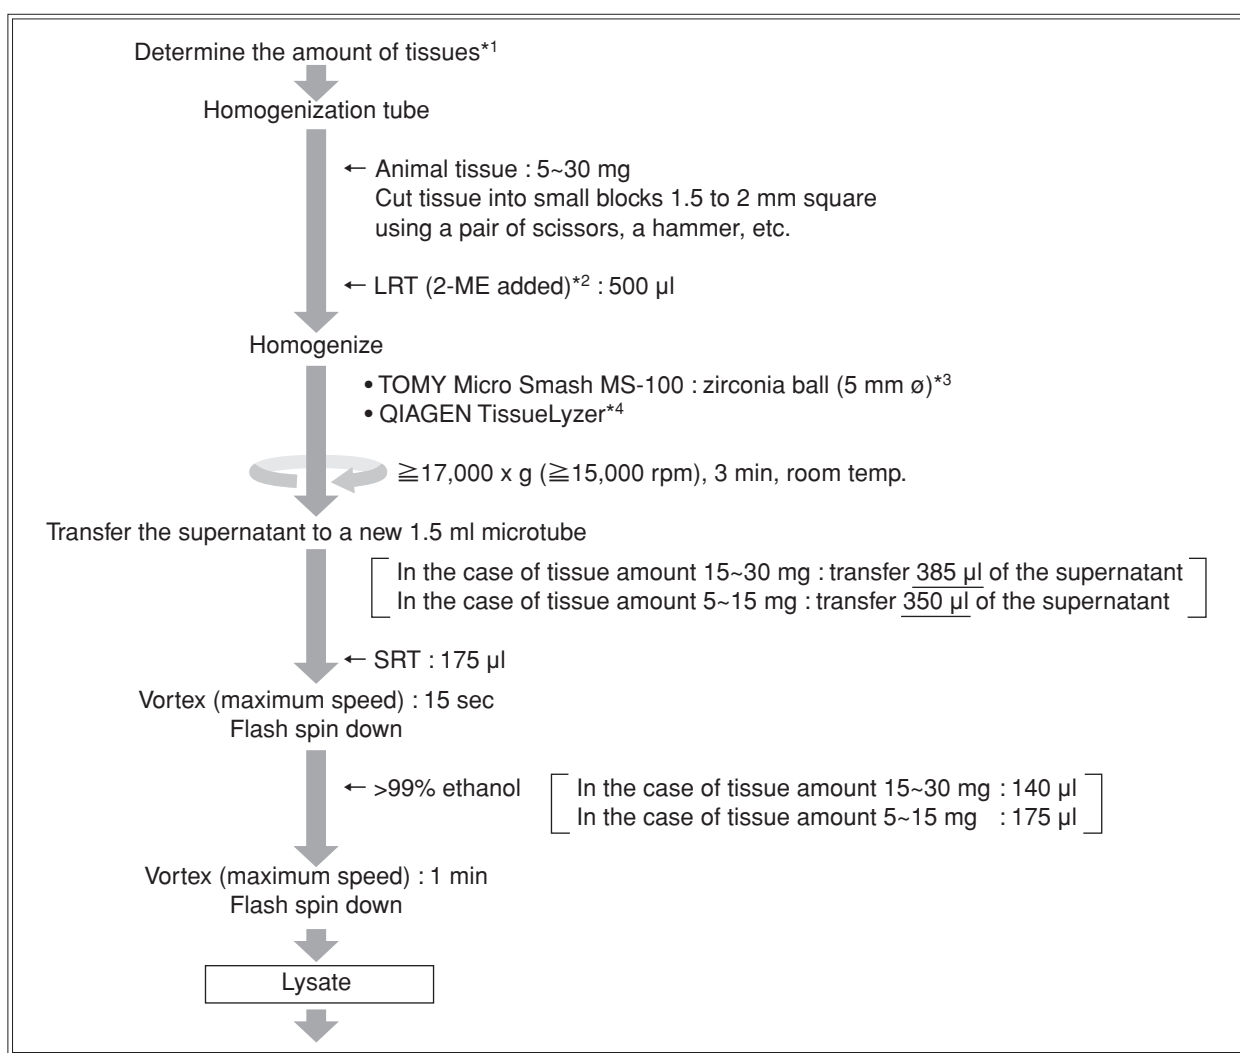 Determine the amount of tissues*1
Homogenization tube
← Animal tissue : 5~30 mg
Cut tissue into small blocks 1.5 to 2 mm square
using a pair of scissors, a hammer, etc.
← LRT (2-ME added)*2 : 500 µl
Homogenize
• TOMY Micro Smash MS-100 : zirconia ball (5 mm ø)*3
• QIAGEN TissueLyzer*4
≧17,000 x g (≧15,000 rpm), 3 min, room temp.
Transfer the supernatant to a new 1.5 ml microtube
In the case of tissue amount 15~30 mg : transfer 385 µl of the supernatant
In the case of tissue amount 5~15 mg : transfer 350 µl of the supernatant
← SRT : 175 µl
Vortex (maximum speed) : 15 sec
Flash spin down
← >99% ethanol
In the case of tissue amount 15~30 mg : 140 µl
In the case of tissue amount 5~15 mg : 175 µl
Vortex (maximum speed) : 1 min
Flash spin down
Lysate